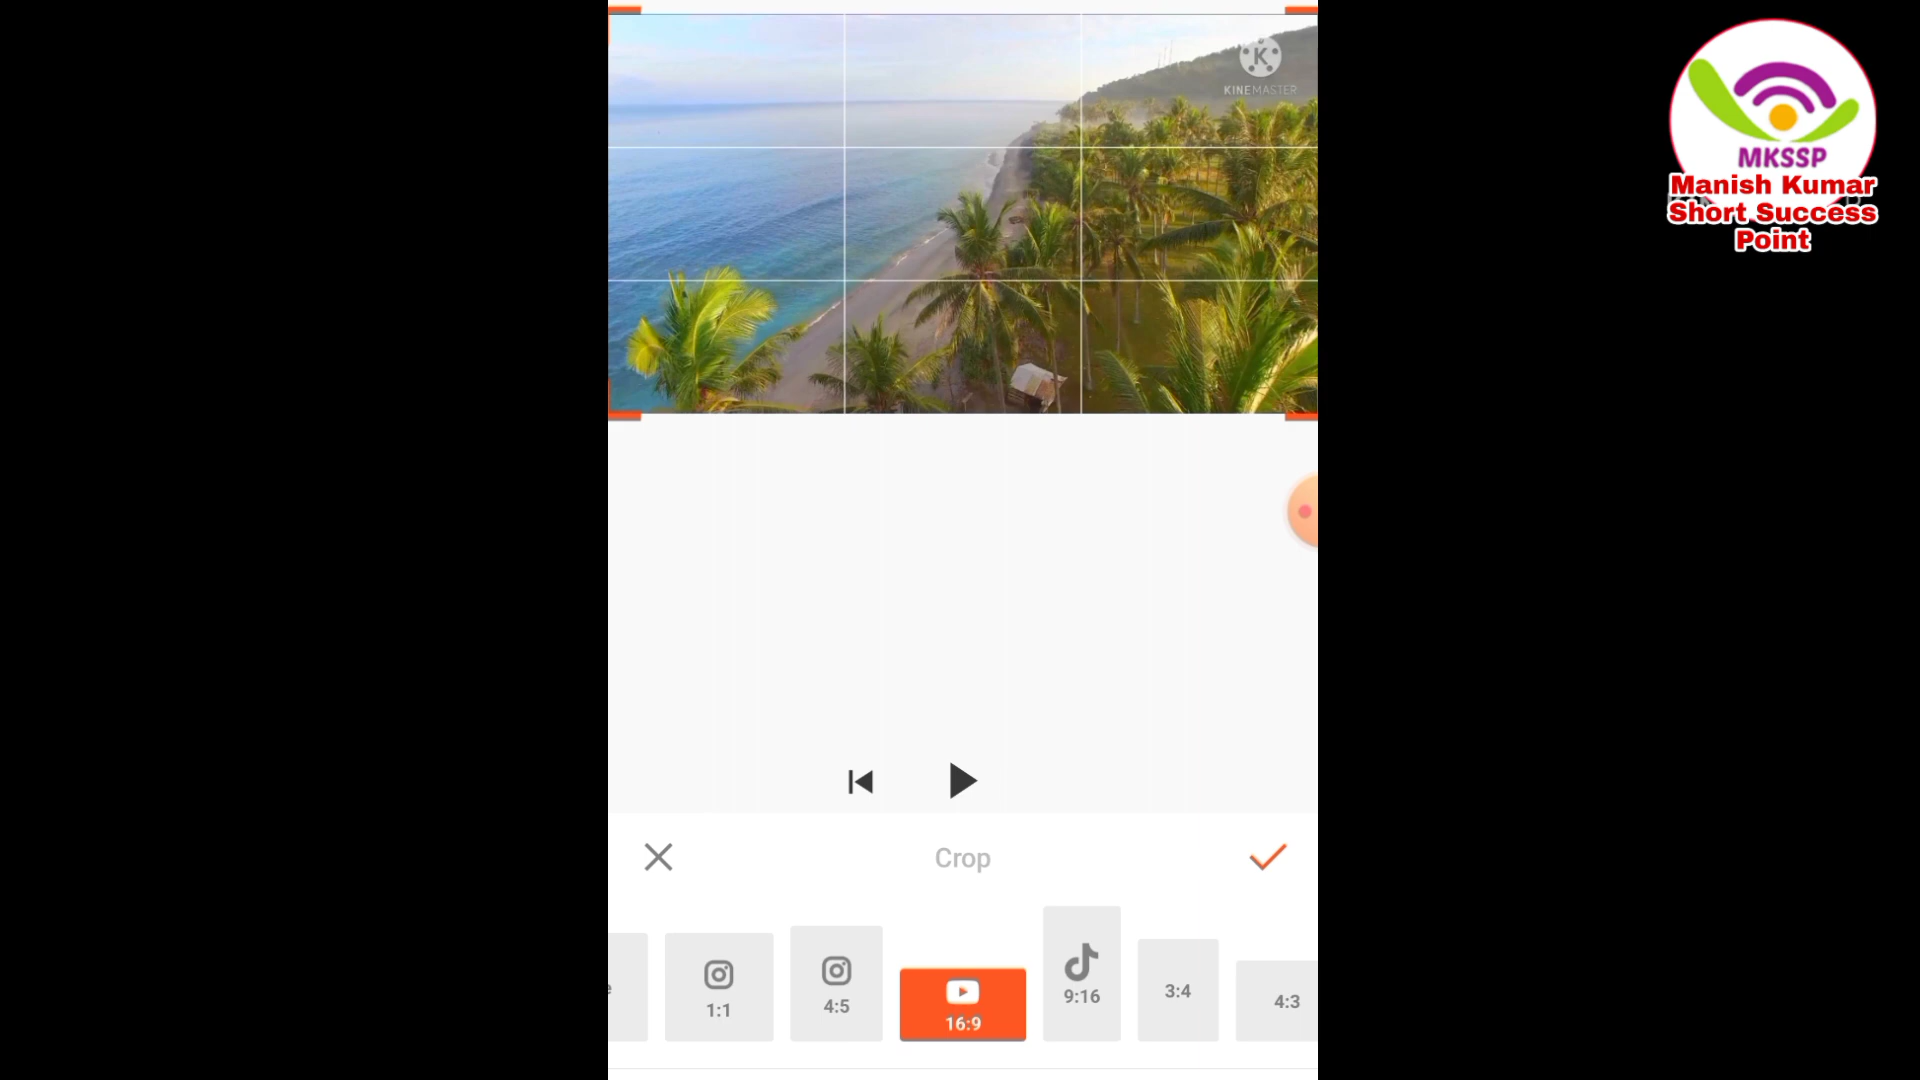 K
KINEMASTER
MKSSP
Manish Kumar
Short Success
Point
Crop
1:1
4:5
16:9
9:16
3:4
4:3